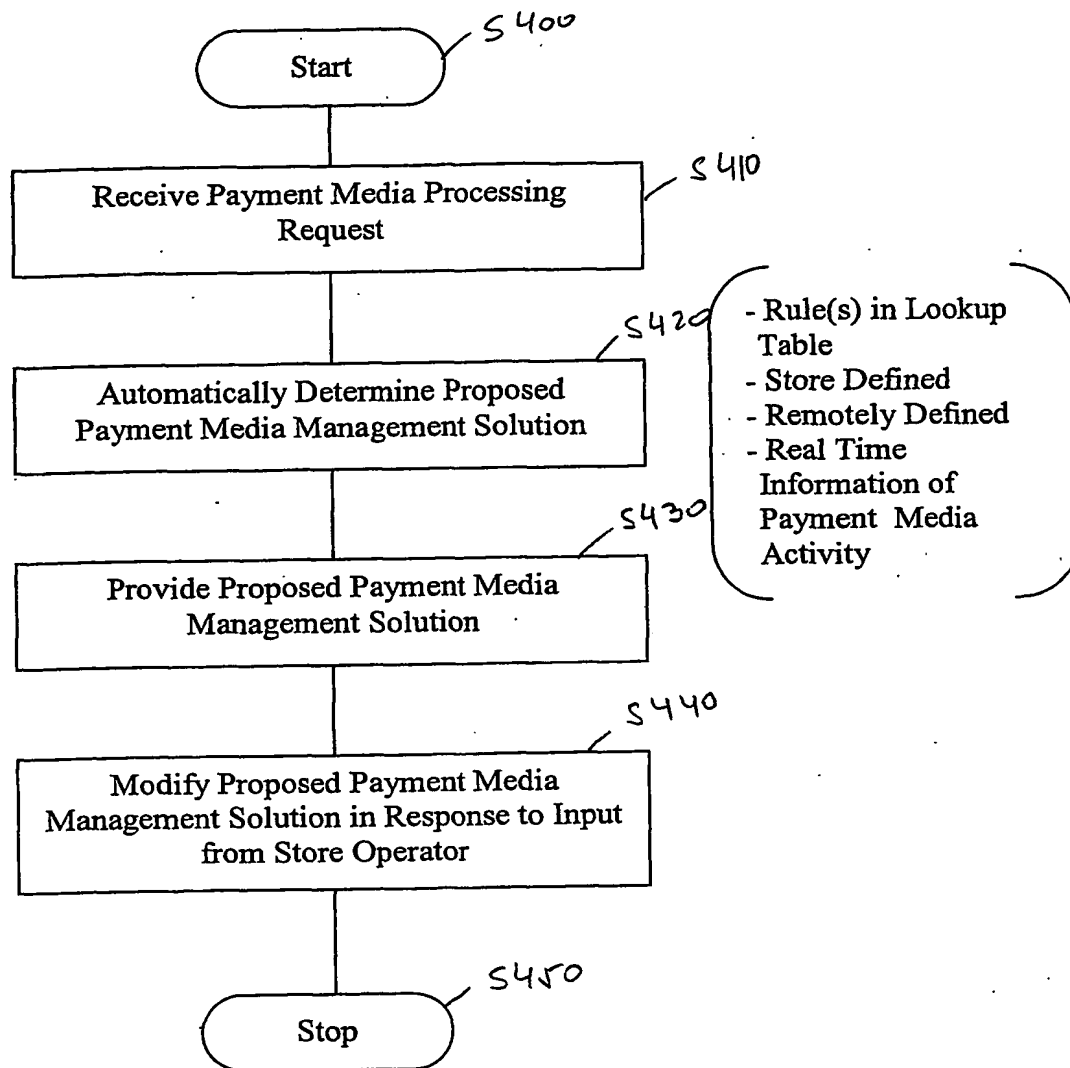 S400
Start
S410
Receive Payment Media Processing
Request
S420
Automatically Determine Proposed
Payment Media Management Solution
- Rule(s) in Lookup
Table
- Store Defined
- Remotely Defined
- Real Time
Information of
Payment Media
Activity
S430
Provide Proposed Payment Media
Management Solution
S440
Modify Proposed Payment Media
Management Solution in Response to Input
from Store Operator
S450
Stop